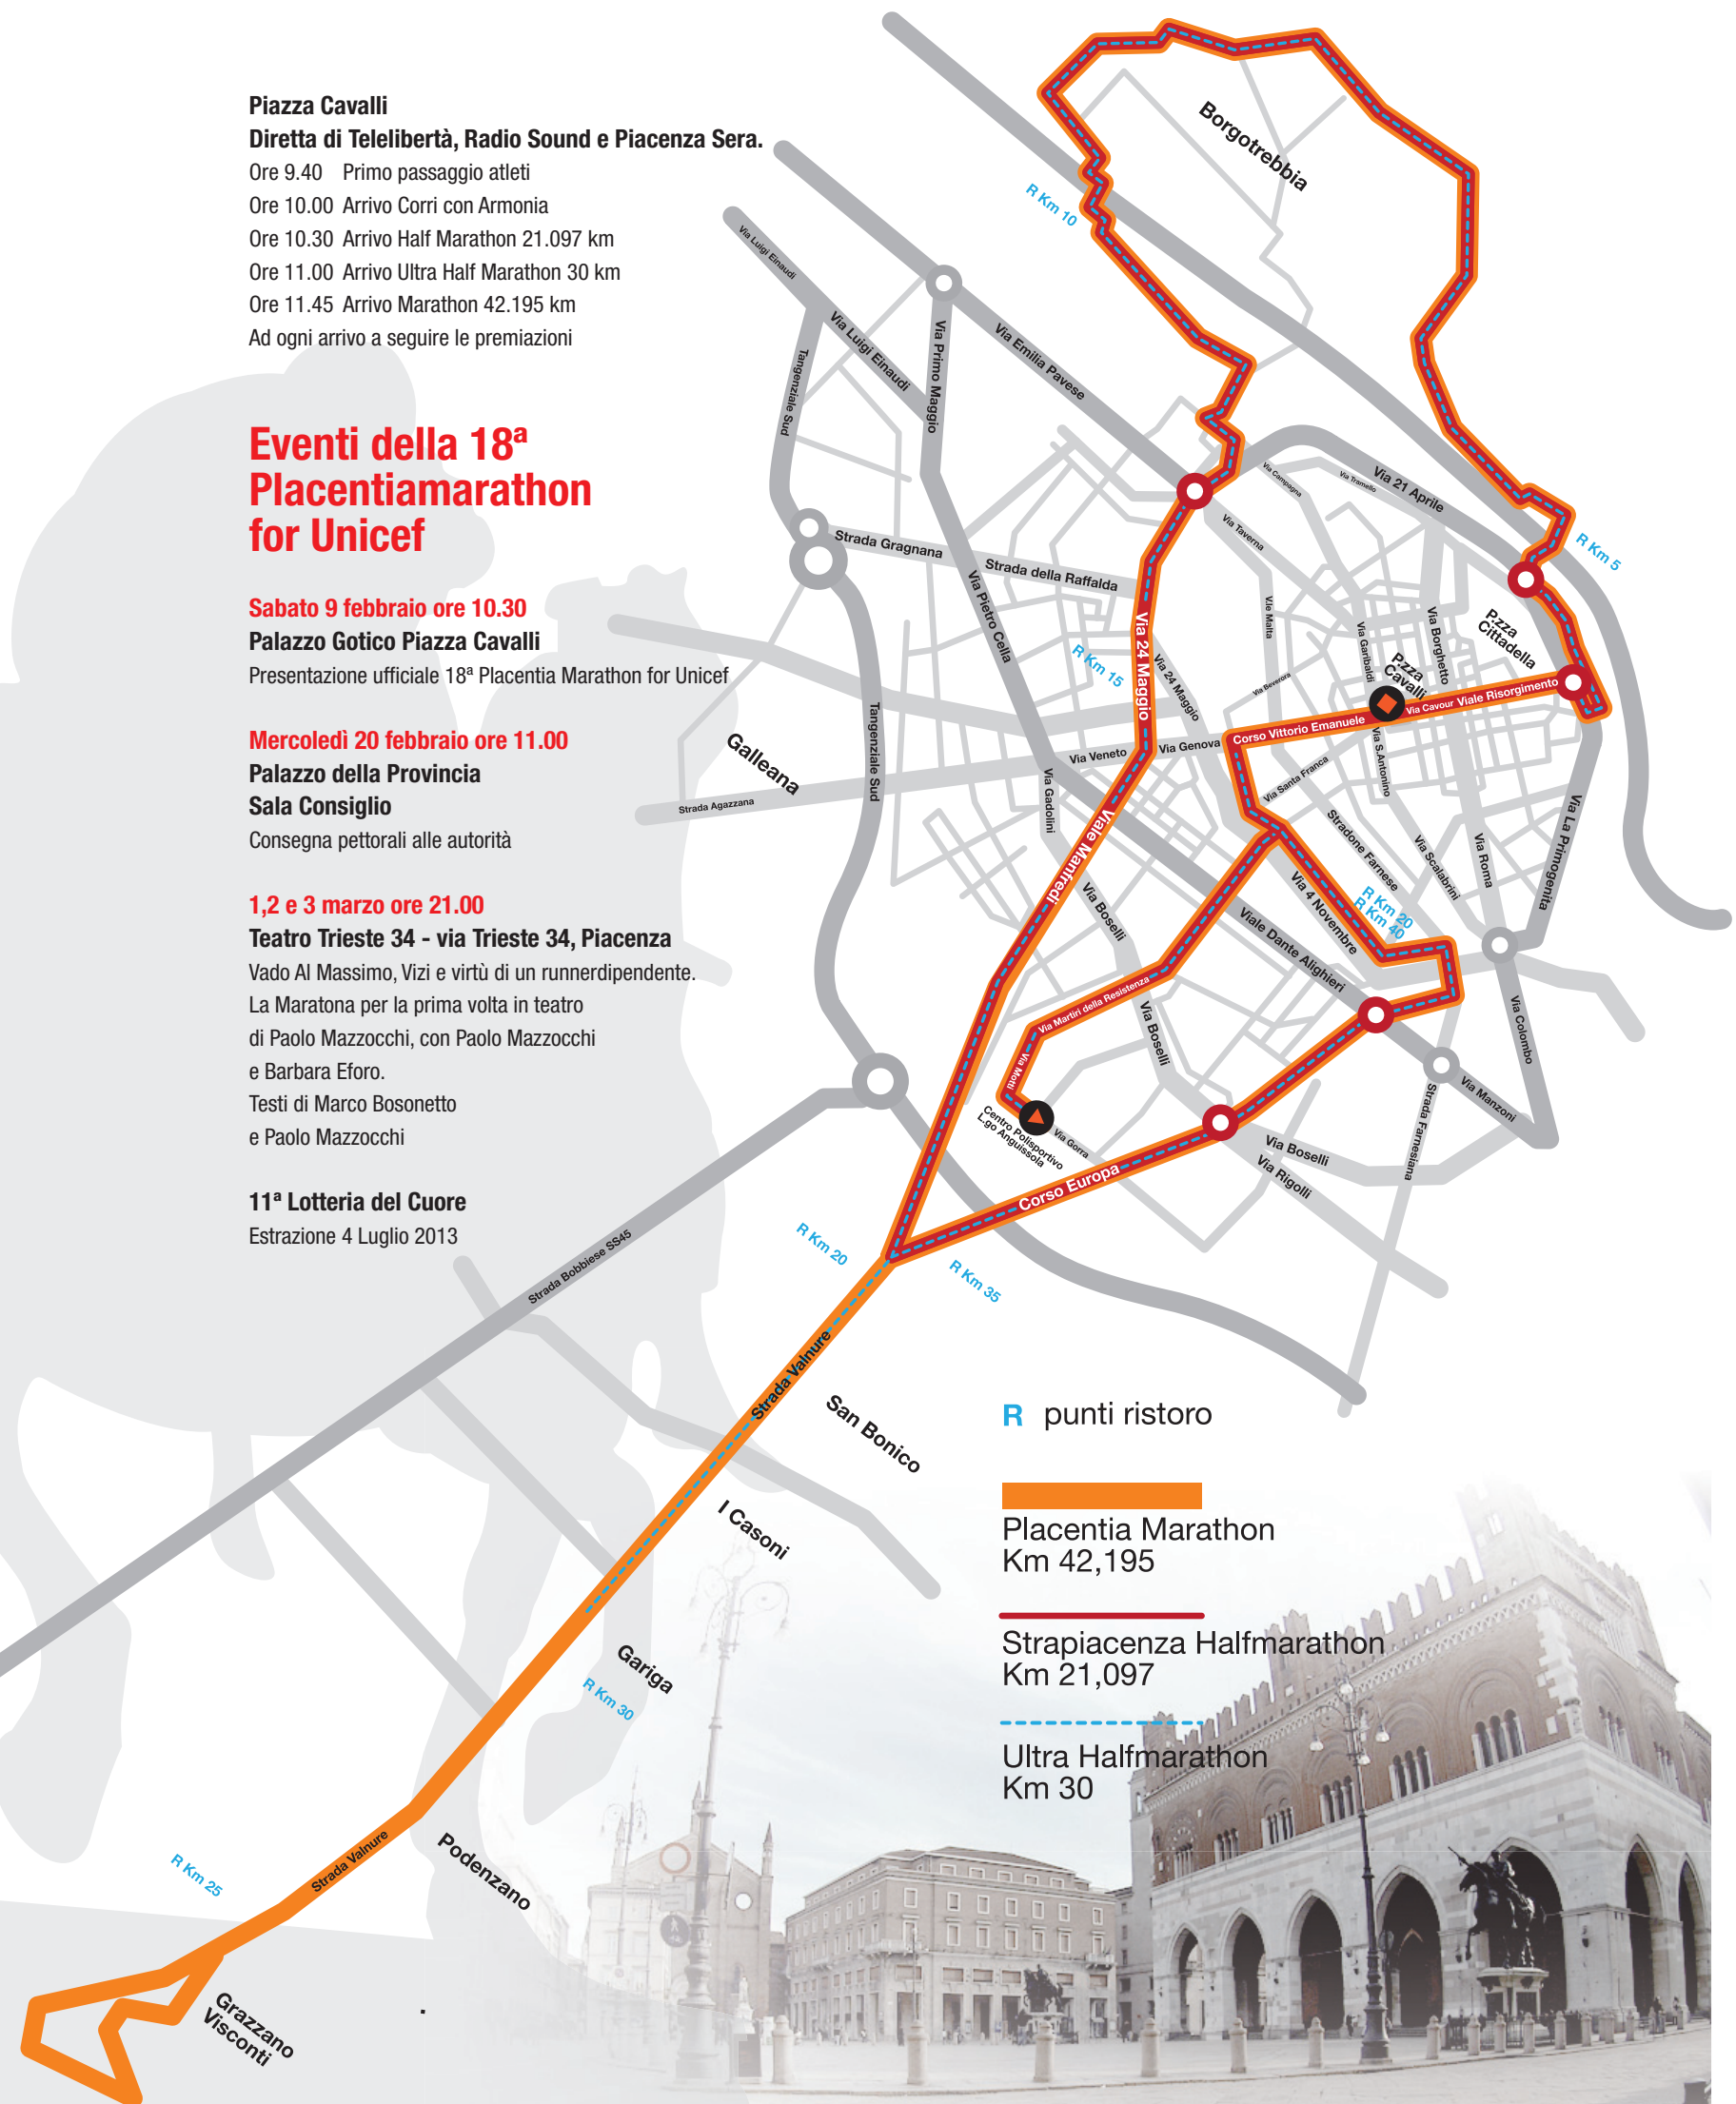 Piazza Cavalli
Diretta di Telelibertà, Radio Sound e Piacenza Sera.
Ore 9.40 Primo passaggio atleti
Ore 10.00 Arrivo Corri con Armonia
Ore 10.30 Arrivo Half Marathon 21.097 km
Ore 11.00 Arrivo Ultra Half Marathon 30 km
Ore 11.45 Arrivo Marathon 42.195 km
Ad ogni arrivo a seguire le premiazioni
Eventi della 18ª
Placentiamarathon
for Unicef
Sabato 9 febbraio ore 10.30
Palazzo Gotico Piazza Cavalli
Presentazione ufficiale 18ª Placentia Marathon for Unicef
Mercoledì 20 febbraio ore 11.00
Palazzo della Provincia
Sala Consiglio
Consegna pettorali alle autorità
1,2 e 3 marzo ore 21.00
Teatro Trieste 34 - via Trieste 34, Piacenza
Vado Al Massimo, Vizi e virtù di un runnerdipendente.
La Maratona per la prima volta in teatro
di Paolo Mazzocchi, con Paolo Mazzocchi
e Barbara Eforo.
Testi di Marco Bosonetto
e Paolo Mazzocchi
11ª Lotteria del Cuore
Estrazione 4 Luglio 2013
Borgotrebbia
R Km 10
Via Luigi Einaudi
Via Luigi Einaudi
Tangenziale Sud
Via Primo Maggio
Via Emilia Pavese
Via Campagna
Via Tramello
Via 21 Aprile
R Km 5
Via Taverna
Strada Gragnana
Strada della Raffalda
Via Pietro Cella
V.le Malta
Via Garibaldi
Via Borghetto
P.zza
Cittadella
P.zza
Cavalli
Via 24 Maggio
Via 24 Maggio
R Km 15
Via Beverora
Corso Vittorio Emanuele
Via Cavour
Viale Risorgimento
Via S.Antonino
Via Genova
Via Veneto
Galleana
Tangenziale Sud
Strada Agazzana
Via Gadolini
Viale Manfredi
Via Santa Franca
Stradone Farnese
Via Scalabrini
Via Roma
Via La Primogenita
Via 4 Novembre
R Km 20
R Km 40
Via Boselli
Viale Dante Alighieri
Via Martiri della Resistenza
Via Boselli
Via Motti
Via Colombo
Via Manzoni
Strada Farnesiana
Centro Polisportivo
L.go Anguissola
Via Gorra
Via Boselli
Via Rigolli
Corso Europa
R Km 20
R Km 35
Strada Bobbiese SS45
Strada Valnure
San Bonico
I Casoni
Gariga
R Km 30
Podenzano
Strada Valnure
R Km 25
Grazzano
Visconti
R punti ristoro
Placentia Marathon
Km 42,195
Strapiacenza Halfmarathon
Km 21,097
Ultra Halfmarathon
Km 30